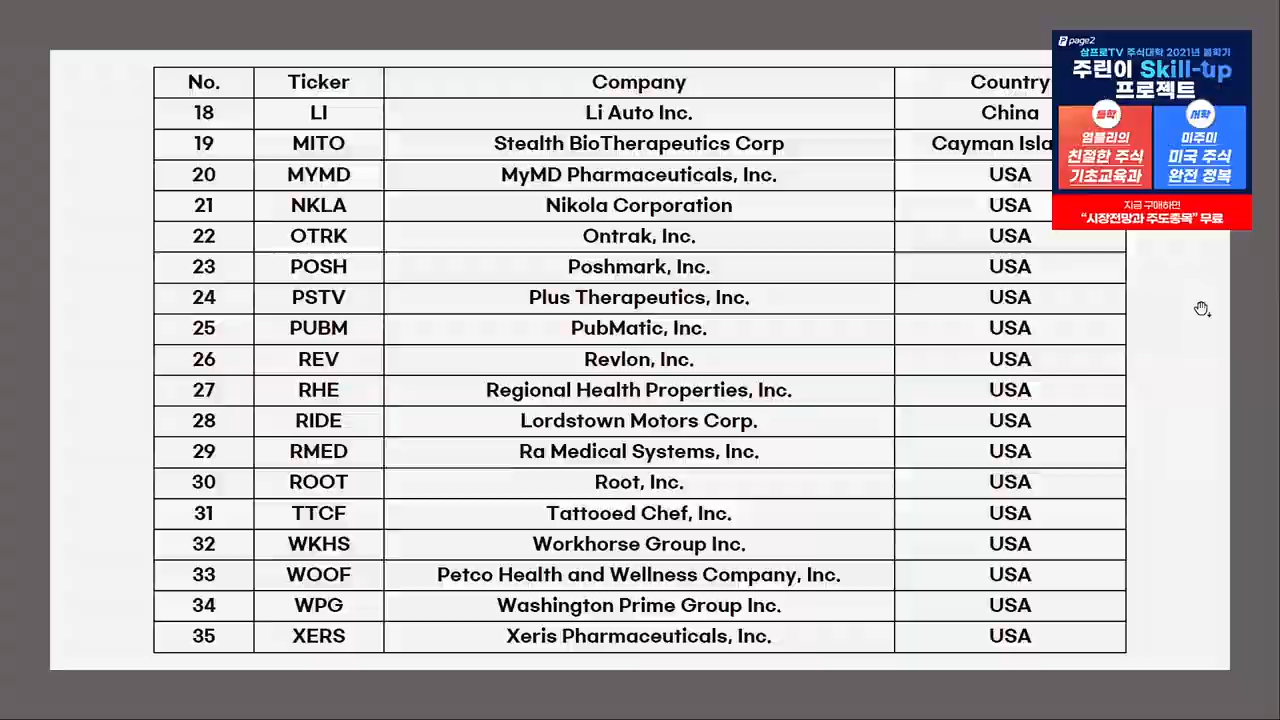 No. Ticker Company Country
18 LI Li Auto Inc. China
19 MITO Stealth BioTherapeutics Corp Cayman Isla
20 MYMD MyMD Pharmaceuticals, Inc. USA
21 NKLA Nikola Corporation USA
22 OTRK Ontrak, Inc. USA
23 POSH Poshmark, Inc. USA
24 PSTV Plus Therapeutics, Inc. USA
25 PUBM PubMatic, Inc. USA
26 REV Revlon, Inc. USA
27 RHE Regional Health Properties, Inc. USA
28 RIDE Lordstown Motors Corp. USA
29 RMED Ra Medical Systems, Inc. USA
30 ROOT Root, Inc. USA
31 TTCF Tattooed Chef, Inc. USA
32 WKHS Workhorse Group Inc. USA
33 WOOF Petco Health and Wellness Company, Inc. USA
34 WPG Washington Prime Group Inc. USA
35 XERS Xeris Pharmaceuticals, Inc. USA
page2
삼프로TV 주식대학 2021년 봄학기
주린이 Skill-up
프로젝트
동학
염블리의
친절한 주식
기초교육과
서학
미주미
미국 주식
완전 정복
지금 구매하면
“시장전망과 주도종목” 무료